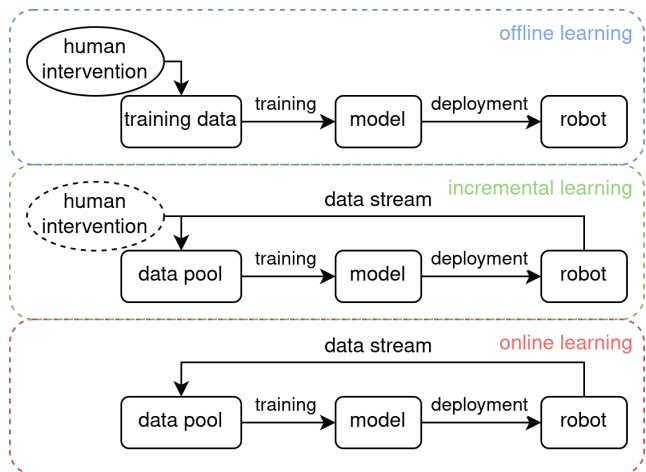 offline learning
human
intervention
training data
training
model
deployment
robot
incremental learning
human
intervention
data stream
data pool
training
model
deployment
robot
online learning
data stream
data pool
training
model
deployment
robot